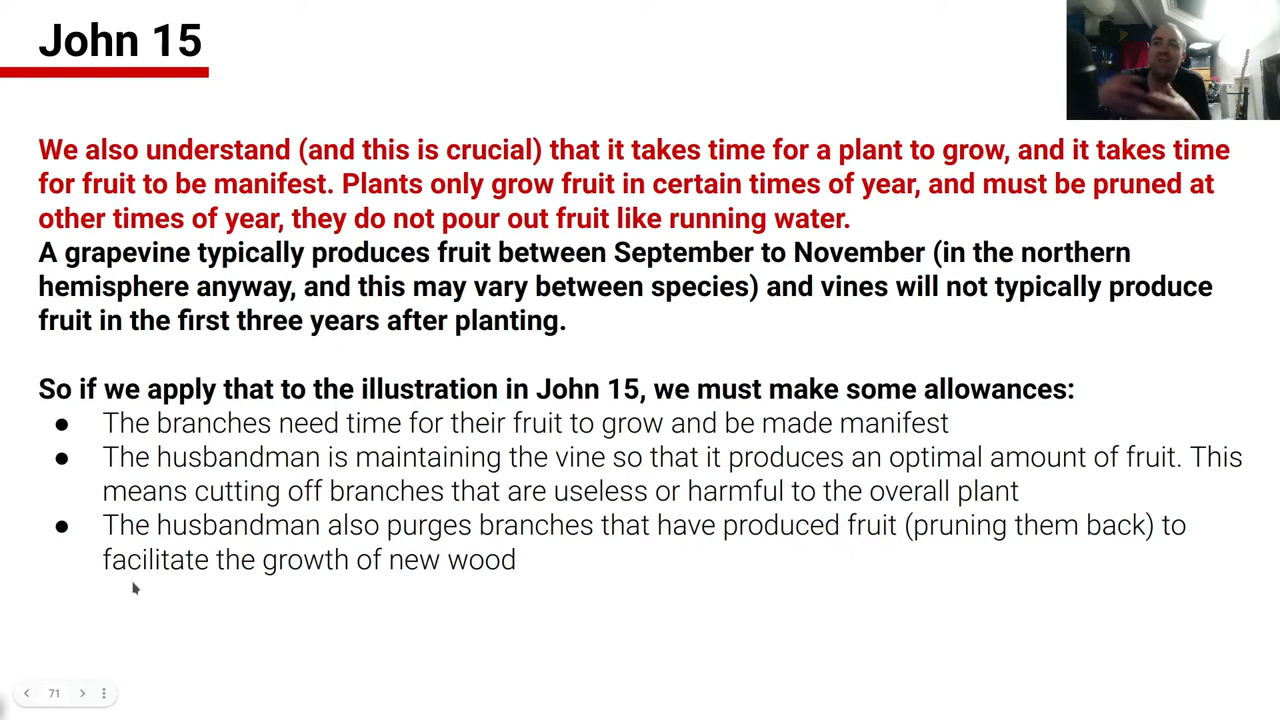 John 15
We also understand (and this is crucial) that it takes time for a plant to grow, and it takes time
for fruit to be manifest. Plants only grow fruit in certain times of year, and must be pruned at
other times of year, they do not pour out fruit like running water.
A grapevine typically produces fruit between September to November (in the northern
hemisphere anyway, and this may vary between species) and vines will not typically produce
fruit in the first three years after planting.
So if we apply that to the illustration in John 15, we must make some allowances:
● The branches need time for their fruit to grow and be made manifest
● The husbandman is maintaining the vine so that it produces an optimal amount of fruit. This
means cutting off branches that are useless or harmful to the overall plant
● The husbandman also purges branches that have produced fruit (pruning them back) to
facilitate the growth of new wood
71